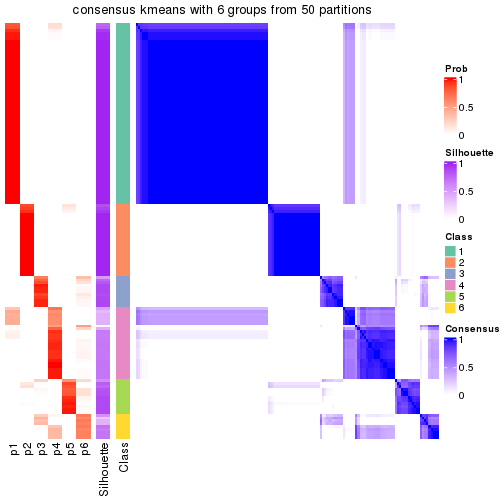 consensus kmeans with 6 groups from 50 partitions
Prob
1
0.5
0
Silhouette
1
0.5
0
Class
1
2
3
4
5
6
Consensus
1
0.5
0
p1
p2
p3
p4
p5
p6
Silhouette
Class